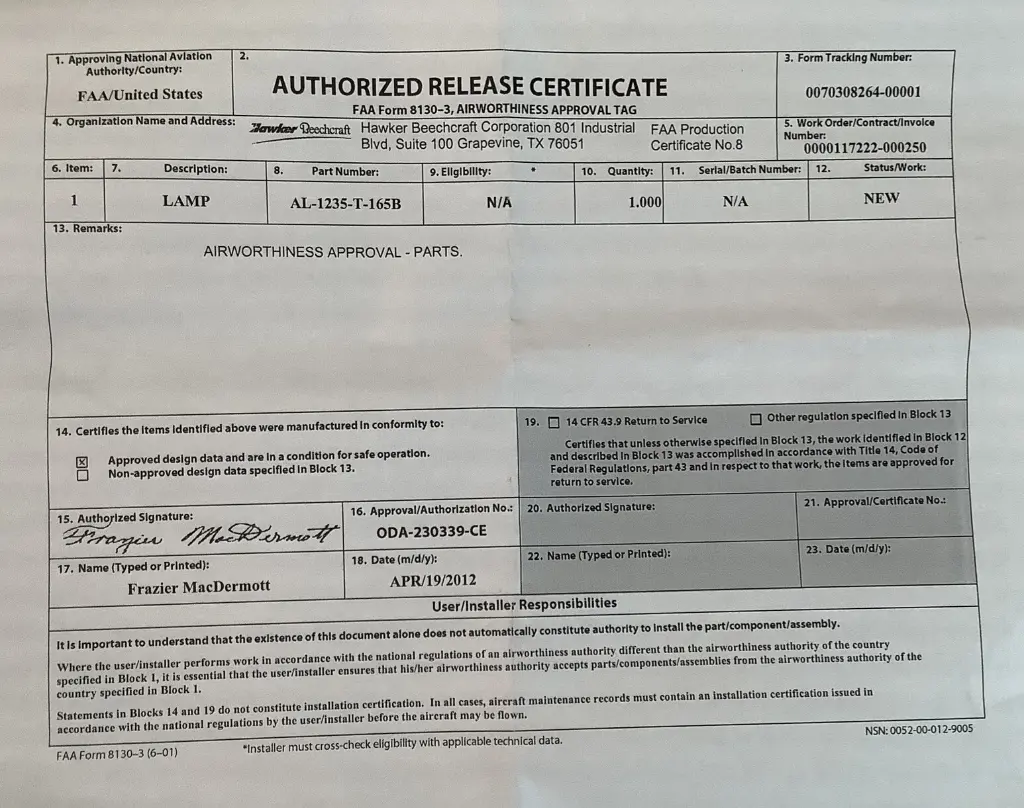 1. Approving National Aviation
Authority/Country:
FAA/United States
2.
AUTHORIZED RELEASE CERTIFICATE
FAA Form 8130–3, AIRWORTHINESS APPROVAL TAG
3. Form Tracking Number:
0070308264-00001
4. Organization Name and Address:
Hawker Beechcraft
Hawker Beechcraft Corporation 801 Industrial
Blvd, Suite 100 Grapevine, TX 76051
FAA Production
Certificate No.8
5. Work Order/Contract/Invoice
Number:
0000117222-000250
6. Item: 7. Description: 8. Part Number: 9. Eligibility: * 10. Quantity: 11. Serial/Batch Number: 12. Status/Work:
1 LAMP AL-1235-T-165B N/A 1.000 N/A NEW
13. Remarks:
AIRWORTHINESS APPROVAL - PARTS.
14. Certifies the items identified above were manufactured in conformity to:
Approved design data and are in a condition for safe operation.
Non-approved design data specified in Block 13.
19. 14 CFR 43.9 Return to Service Other regulation specified in Block 13
Certifies that unless otherwise specified in Block 13, the work identified in Block 12
and described in Block 13 was accomplished in accordance with Title 14, Code of
Federal Regulations, part 43 and in respect to that work, the items are approved for
return to service.
15. Authorized Signature:
Frazier MacDermott
16. Approval/Authorization No.:
ODA-230339-CE
20. Authorized Signature:
21. Approval/Certificate No.:
17. Name (Typed or Printed):
Frazier MacDermott
18. Date (m/d/y):
APR/19/2012
22. Name (Typed or Printed):
23. Date (m/d/y):
User/Installer Responsibilities
It is important to understand that the existence of this document alone does not automatically constitute authority to install the part/component/assembly.
Where the user/installer performs work in accordance with the national regulations of an airworthiness authority different than the airworthiness authority of the country
specified in Block 1, it is essential that the user/installer ensures that his/her airworthiness authority accepts parts/components/assemblies from the airworthiness authority of the
country specified in Block 1.
Statements in Blocks 14 and 19 do not constitute installation certification. In all cases, aircraft maintenance records must contain an installation certification issued in
accordance with the national regulations by the user/installer before the aircraft may be flown.
FAA Form 8130–3 (6–01)
*Installer must cross-check eligibility with applicable technical data.
NSN: 0052-00-012-9005